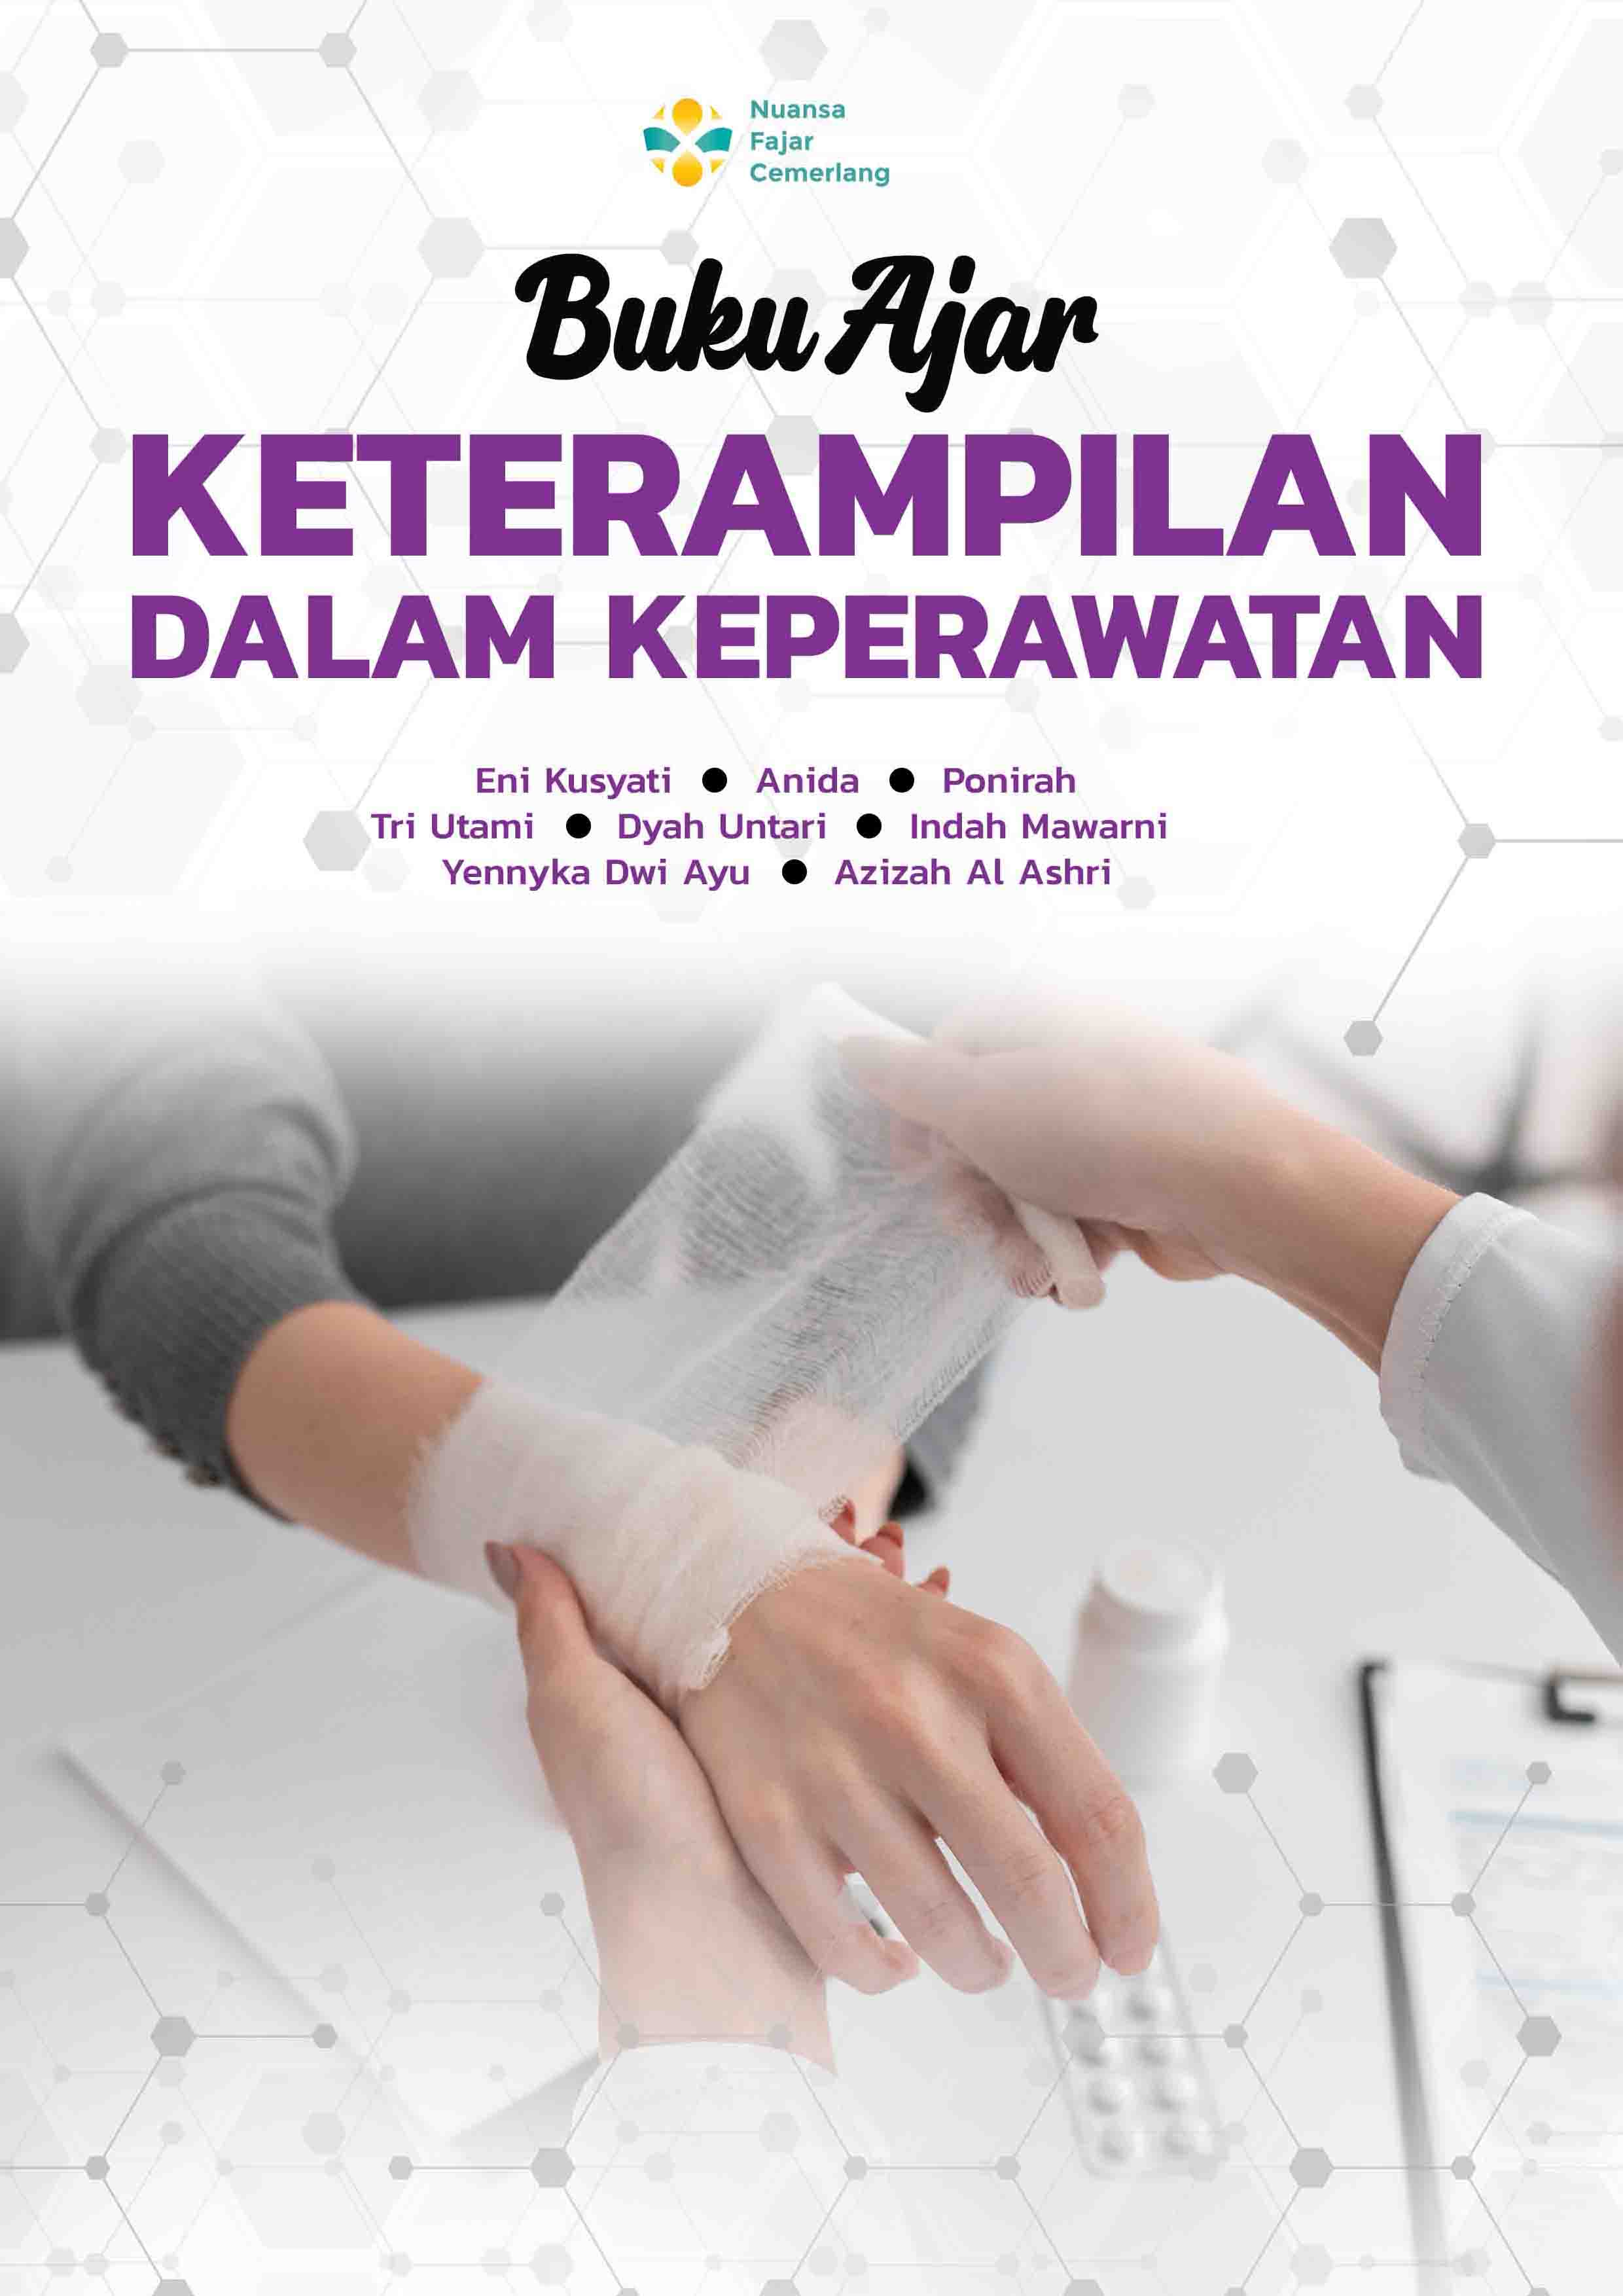 Nuansa
Fajar
Cemerlang
Buku Ajar
KETERAMPILAN
DALAM KEPERAWATAN
Eni Kusyati ● Anida ● Ponirah
Tri Utami ● Dyah Untari ● Indah Mawarni
Yennyka Dwi Ayu ● Azizah Al Ashri